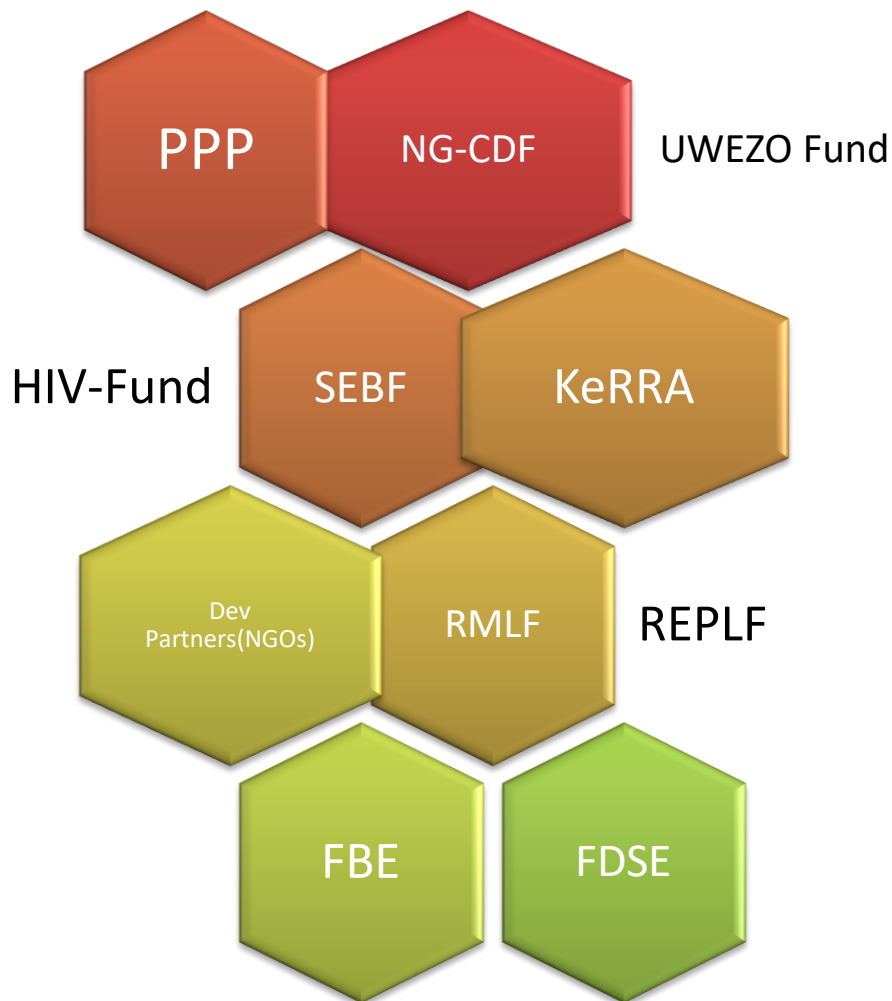 PPP
NG-CDF
UWEZO Fund
HIV-Fund
SEBF
KeRRA
Dev
Partners(NGOs)
RMLF
REPLF
FBE
FDSE